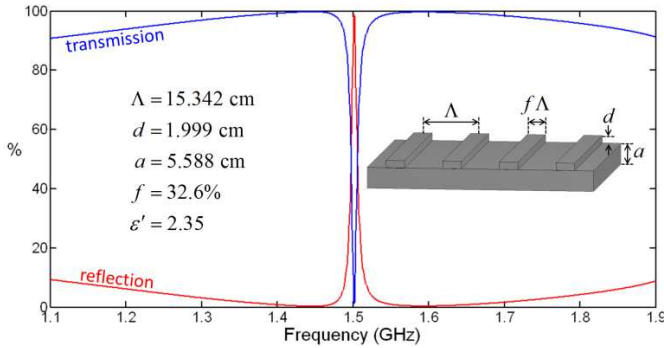 100
80
60
%
40
20
0
transmission
Λ = 15.342 cm
d = 1.999 cm
a = 5.588 cm
f = 32.6%
ε′ = 2.35
Λ
fΛ
d
a
reflection
1.1 1.2 1.3 1.4 1.5 1.6 1.7 1.8 1.9
Frequency (GHz)